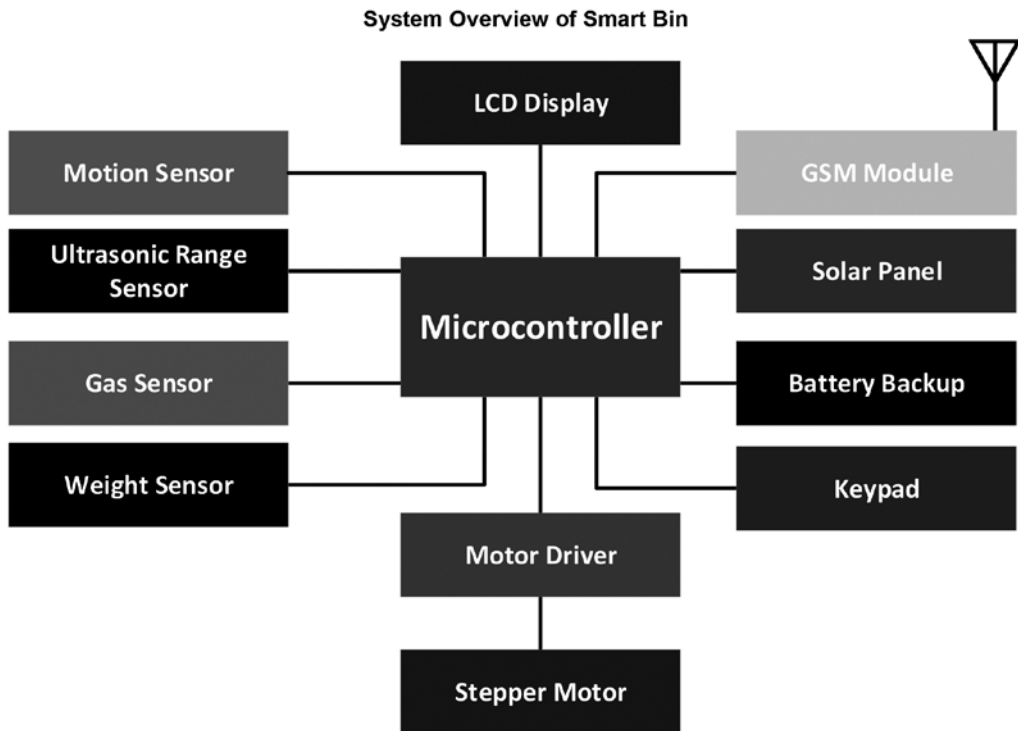 System Overview of Smart Bin
LCD Display
Motion Sensor
GSM Module
Ultrasonic Range
Sensor
Solar Panel
Microcontroller
Gas Sensor
Battery Backup
Weight Sensor
Keypad
Motor Driver
Stepper Motor